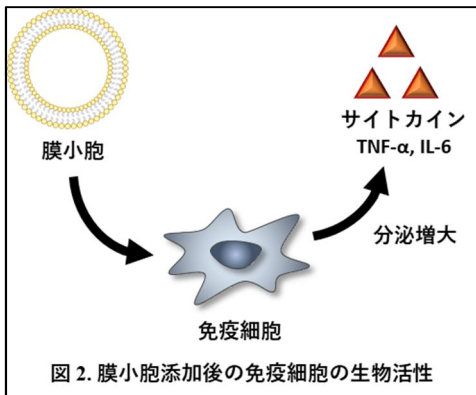 膜小胞
サイトカイン
TNF-α, IL-6
分泌増大
免疫細胞
図 2. 膜小胞添加後の免疫細胞の生物活性